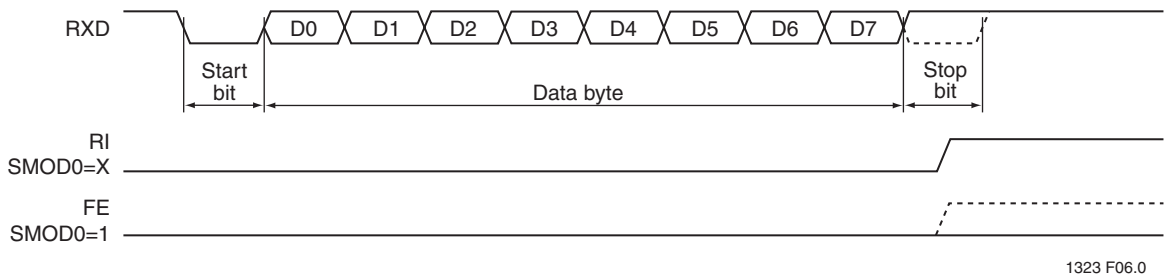 RXD
D0 D1 D2 D3 D4 D5 D6 D7
Start
bit
Data byte
Stop
bit
RI
SMOD0=X
FE
SMOD0=1
1323 F06.0